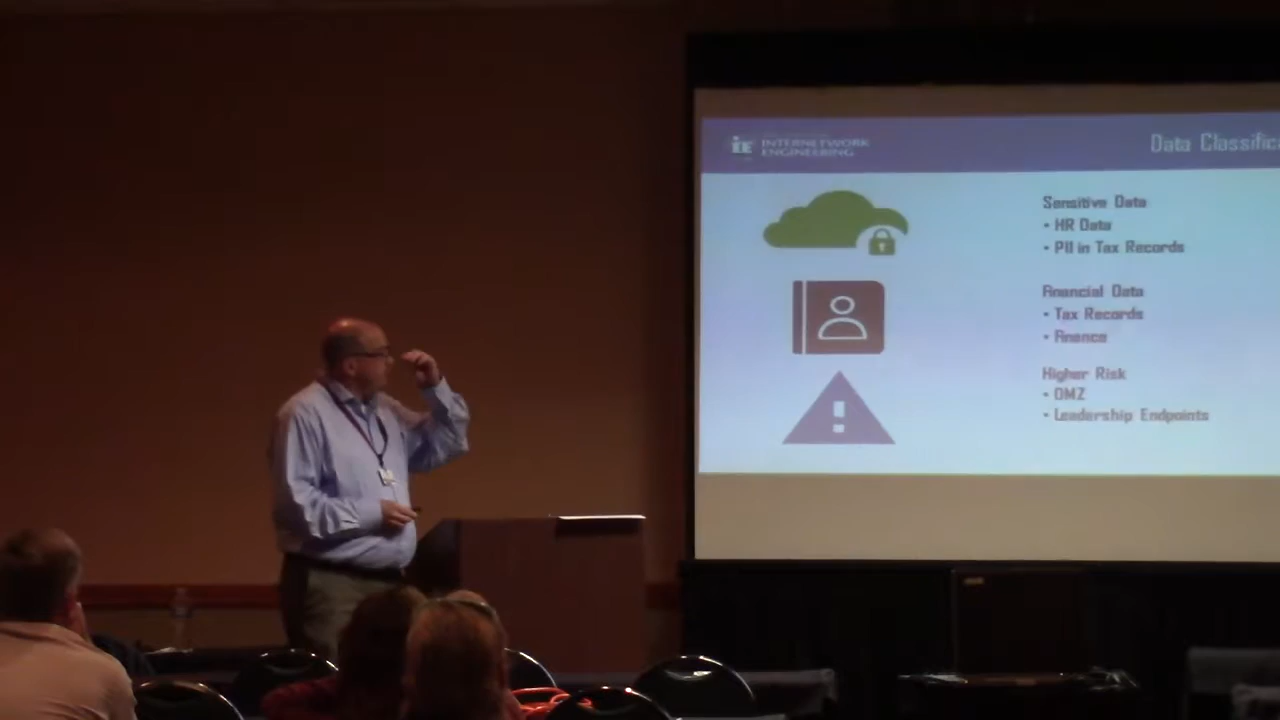 INTERNETWORK
ENGINEERING
Data Classifica
Sensitive Data
• HR Data
• PII in Tax Records
Financial Data
• Tax Records
• Finance
Higher Risk
• DMZ
• Leadership Endpoints